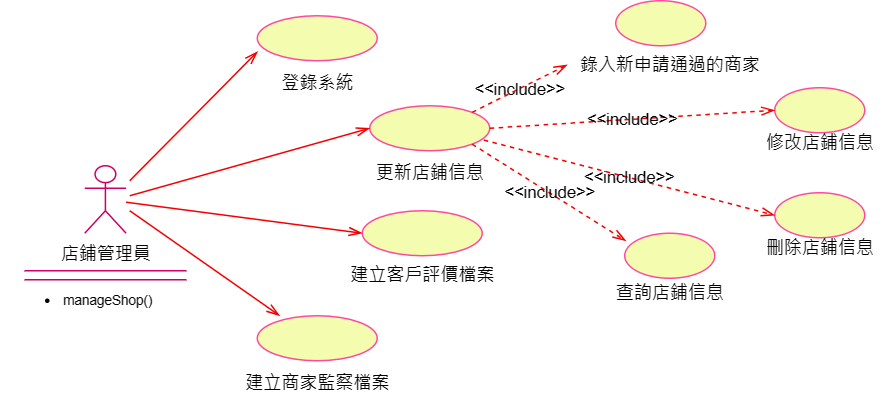 登錄系統
錄入新申請通過的商家
<<include>>
<<include>>
修改店鋪信息
更新店鋪信息
<<include>>
<<include>>
店鋪管理員
刪除店鋪信息
建立客戶評價檔案
查詢店鋪信息
• manageShop()
建立商家監察檔案